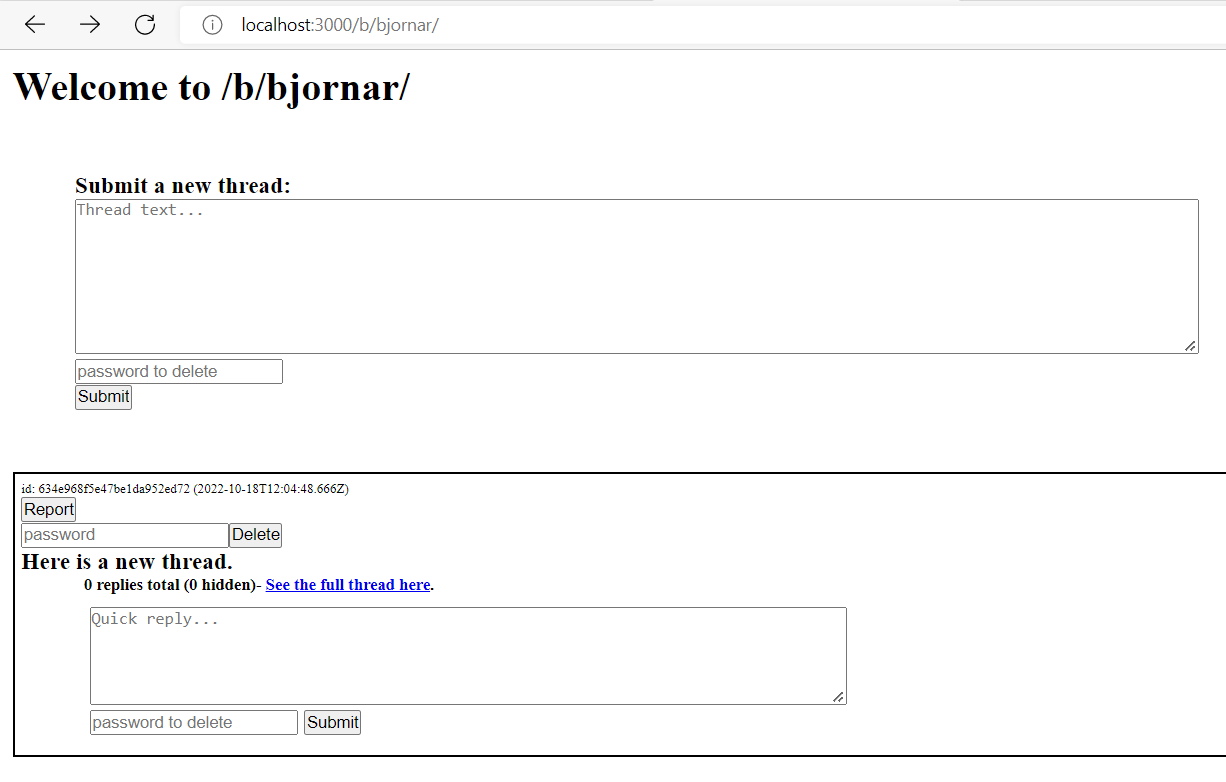 localhost:3000/b/bjornar/
Welcome to /b/bjornar/
Submit a new thread:
Thread text...
password to delete
Submit
id: 634e968f5e47be1da952ed72 (2022-10-18T12:04:48.666Z)
Report
password Delete
Here is a new thread.
0 replies total (0 hidden)- See the full thread here.
Quick reply...
password to delete Submit